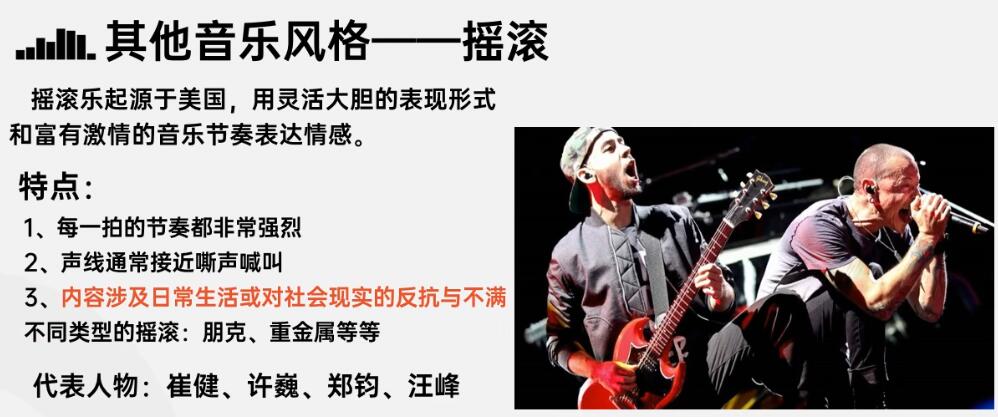 其他音乐风格——摇滚
摇滚乐起源于美国，用灵活大胆的表现形式
和富有激情的音乐节奏表达情感。
特点：
1、每一拍的节奏都非常强烈
2、声线通常接近嘶声喊叫
3、内容涉及日常生活或对社会现实的反抗与不满
不同类型的摇滚：朋克、重金属等等
代表人物：崔健、许巍、郑钧、汪峰